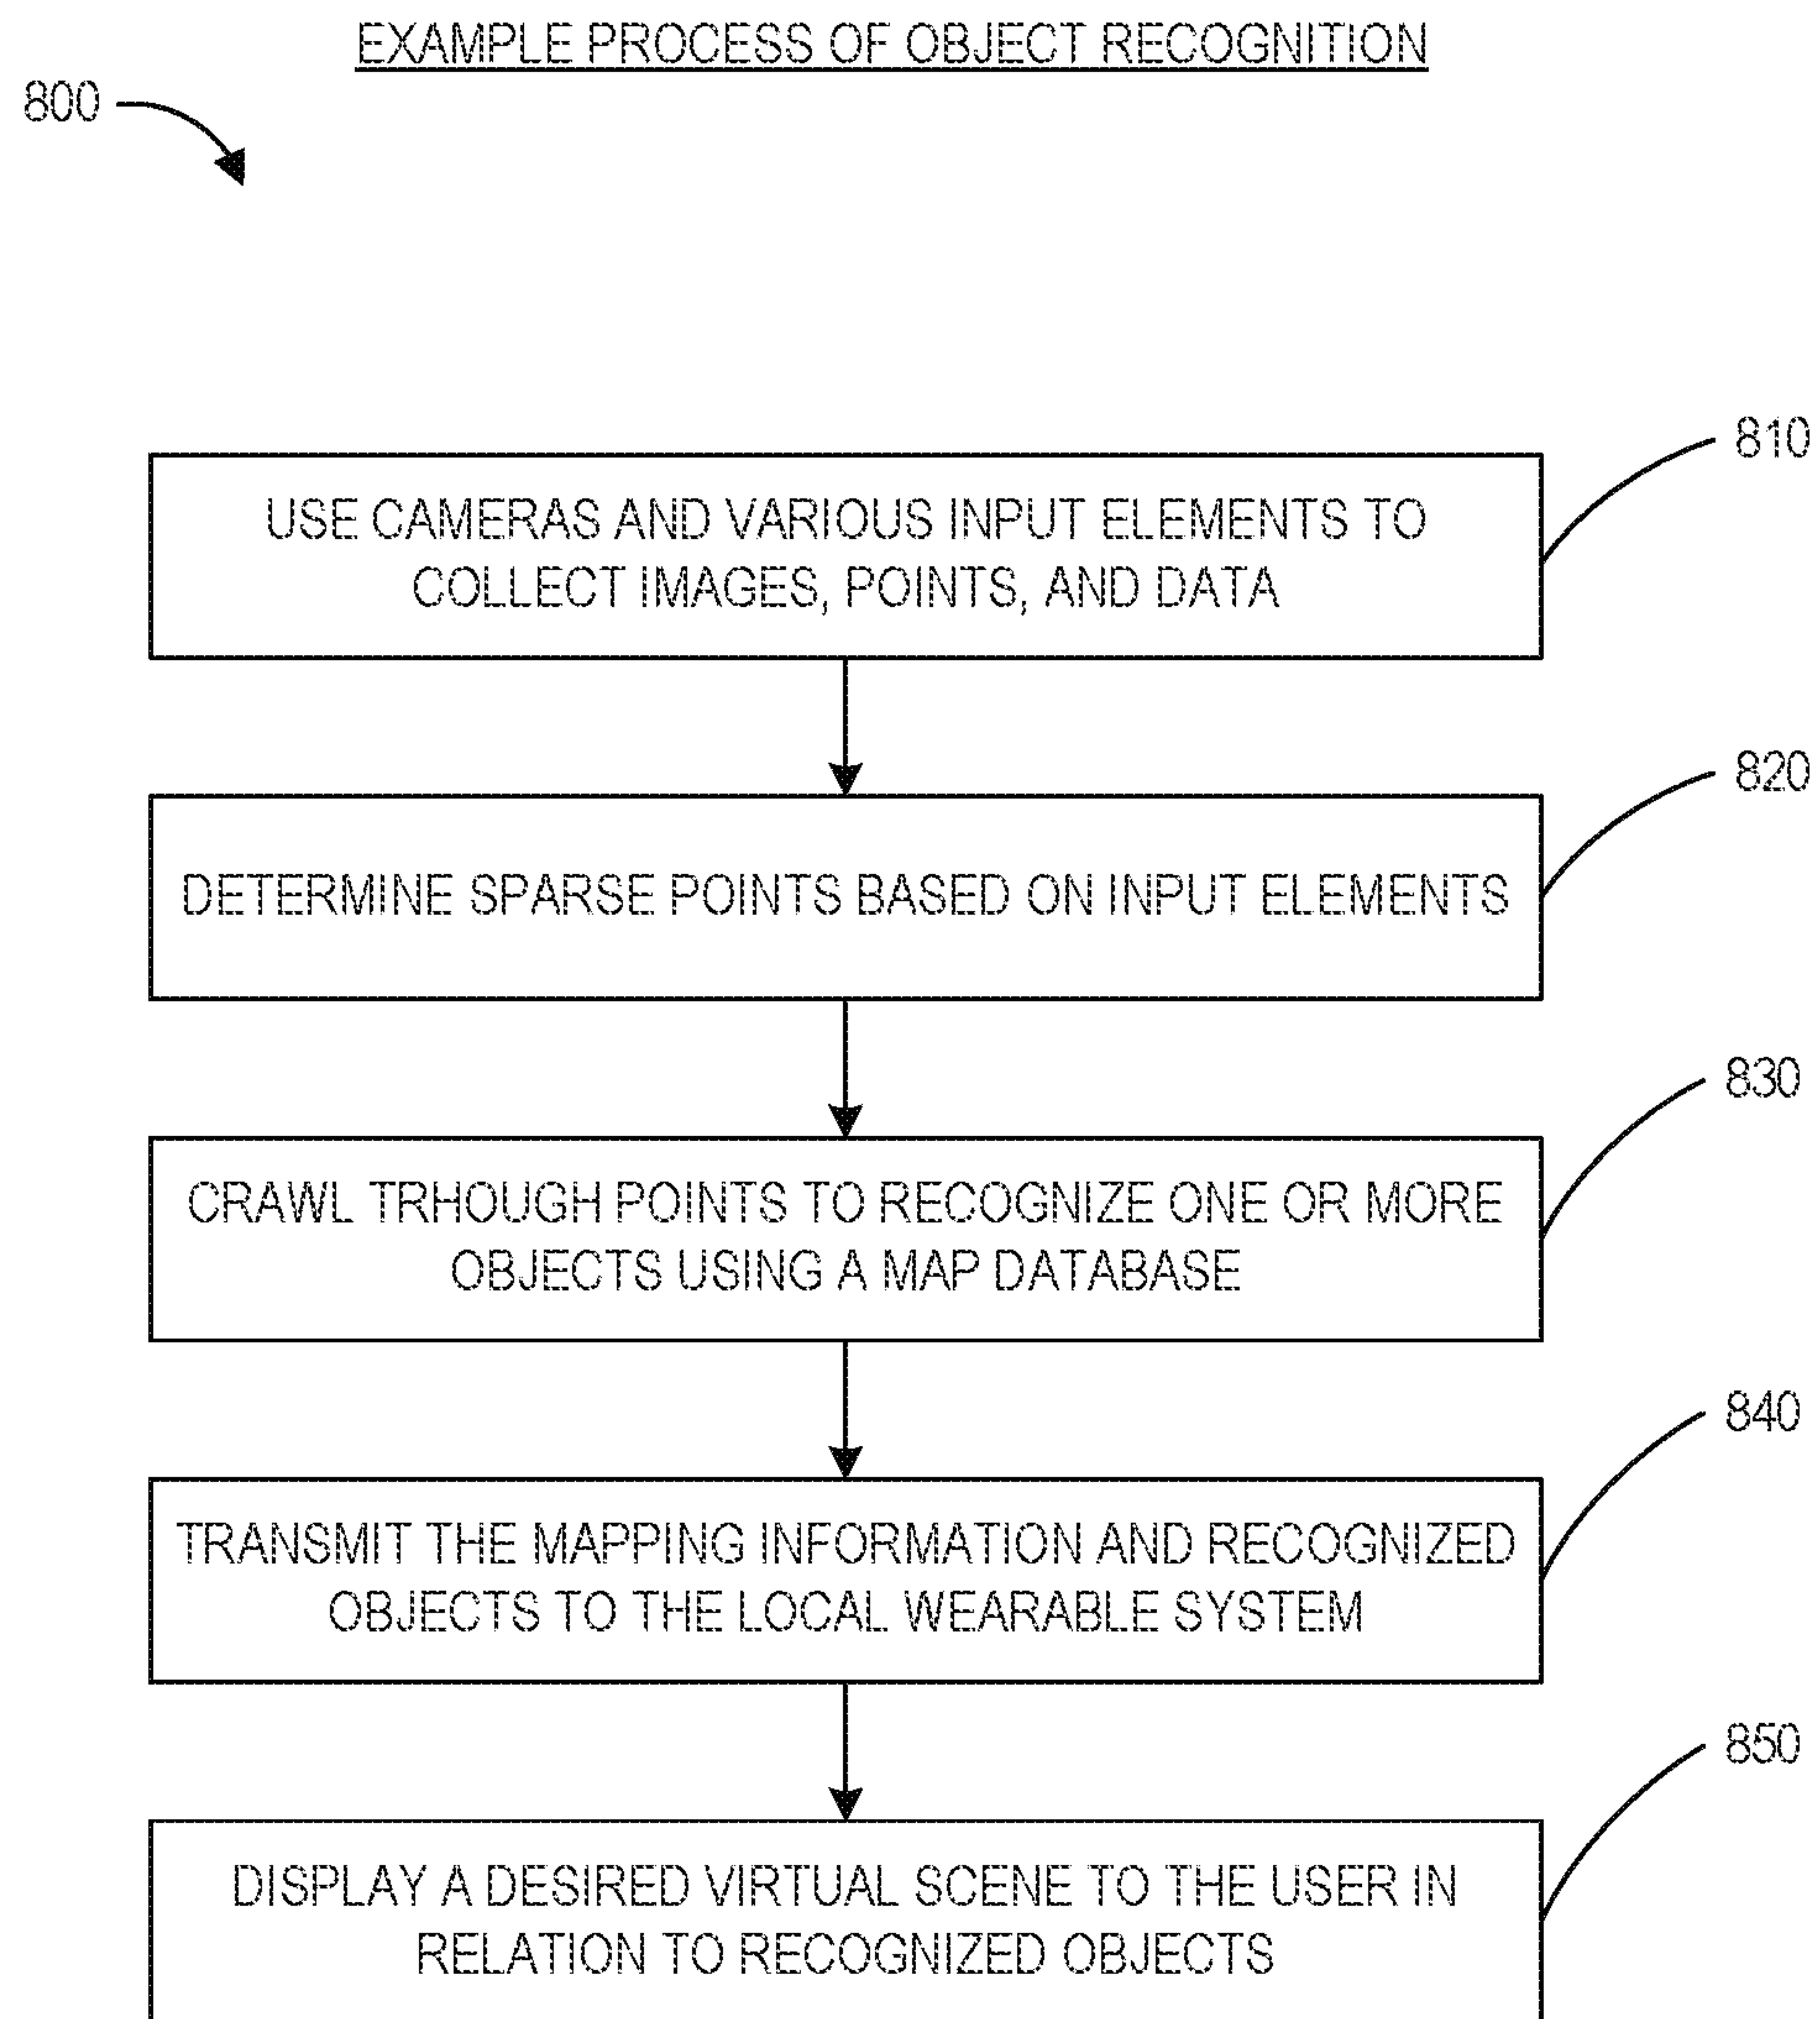 EXAMPLE PROCESS OF OBJECT RECOGNITION
800
810
USE CAMERAS AND VARIOUS INPUT ELEMENTS TO
COLLECT IMAGES, POINTS, AND DATA
820
DETERMINE SPARSE POINTS BASED ON INPUT ELEMENTS
830
CRAWL TRHOUGH POINTS TO RECOGNIZE ONE OR MORE
OBJECTS USING A MAP DATABASE
840
TRANSMIT THE MAPPING INFORMATION AND RECOGNIZED
OBJECTS TO THE LOCAL WEARABLE SYSTEM
850
DISPLAY A DESIRED VIRTUAL SCENE TO THE USER IN
RELATION TO RECOGNIZED OBJECTS